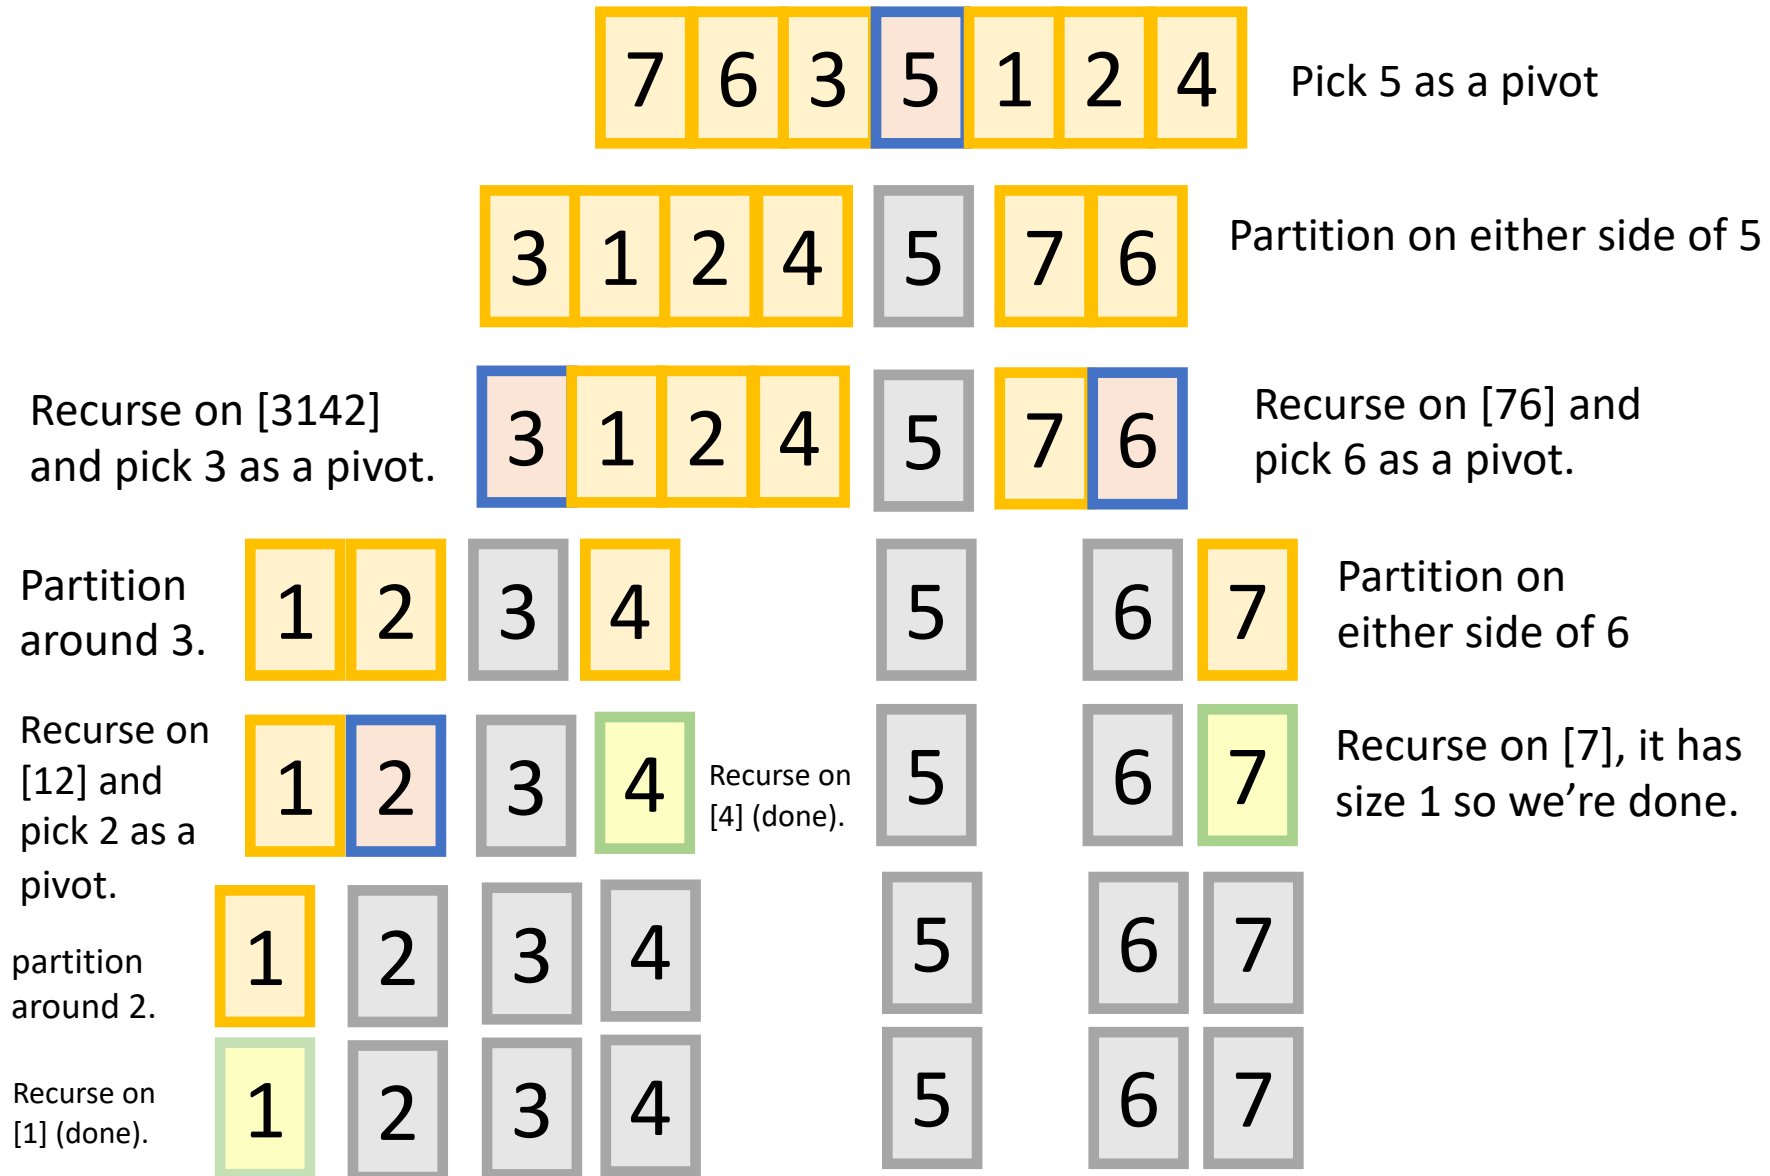 7 6 3 5 1 2 4 Pick 5 as a pivot
3 1 2 4 5 7 6 Partition on either side of 5
Recurse on [3142]
and pick 3 as a pivot.
3 1 2 4 5 7 6
Recurse on [76] and
pick 6 as a pivot.
Partition
around 3.
1 2 3 4 5 6 7
Partition on
either side of 6
Recurse on
[12] and
pick 2 as a
pivot.
1 2 3 4
Recurse on
[4] (done).
5 6 7
Recurse on [7], it has
size 1 so we’re done.
partition
around 2.
1 2 3 4 5 6 7
Recurse on
[1] (done).
1 2 3 4 5 6 7